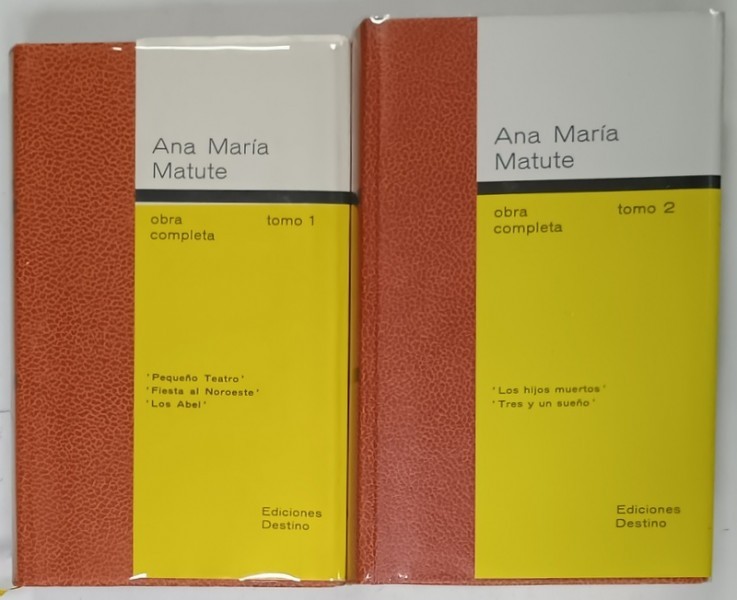 Ana María
Matute
obra
completa
tomo 1
'Pequeño Teatro'
'Fiesta al Noroeste'
'Los Abel'
Ediciones
Destino
Ana María
Matute
obra
completa
tomo 2
'Los hijos muertos'
'Tres y un sueño'
Ediciones
Destino